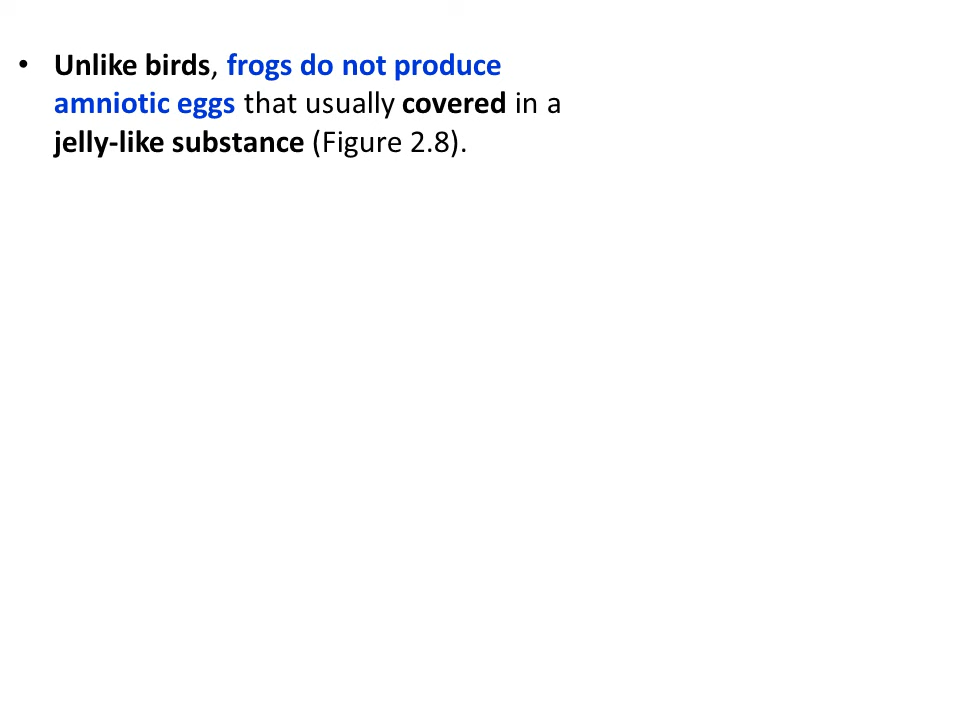 • Unlike birds, frogs do not produce
amniotic eggs that usually covered in a
jelly-like substance (Figure 2.8).